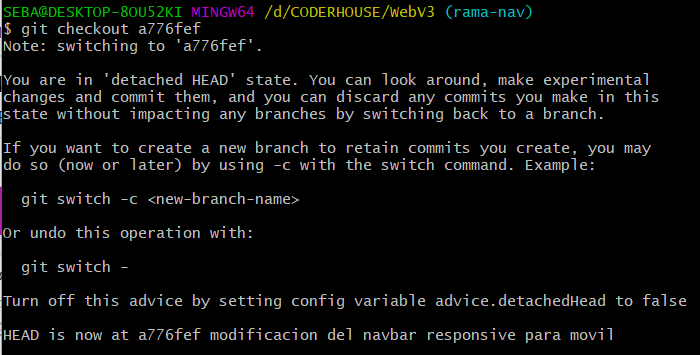 SEBA@DESKTOP-8OU52KI MINGW64 /d/CODERHOUSE/WebV3 (rama-nav)
$ git checkout a776fef
Note: switching to 'a776fef'.
You are in 'detached HEAD' state. You can look around, make experimental
changes and commit them, and you can discard any commits you make in this
state without impacting any branches by switching back to a branch.
If you want to create a new branch to retain commits you create, you may
do so (now or later) by using -c with the switch command. Example:
git switch -c <new-branch-name>
Or undo this operation with:
git switch -
Turn off this advice by setting config variable advice.detachedHead to false
HEAD is now at a776fef modificacion del navbar responsive para movil